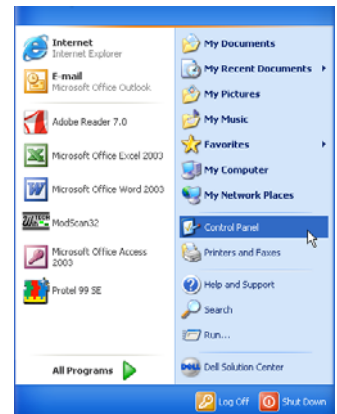 Internet
Internet Explorer
E-mail
Microsoft Office Outlook
Adobe Reader 7.0
Microsoft Office Excel 2003
Microsoft Office Word 2003
ModScan32
Microsoft Office Access
2003
Protel 99 SE
All Programs
My Documents
My Recent Documents
My Pictures
My Music
Favorites
My Computer
My Network Places
Control Panel
Printers and Faxes
Help and Support
Search
Run...
Dell Solution Center
Log Off
Shut Down